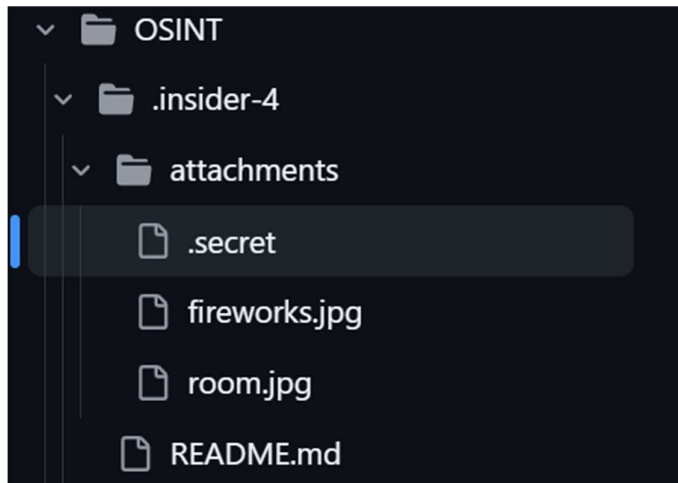 OSINT
.insider-4
attachments
.secret
fireworks.jpg
room.jpg
README.md